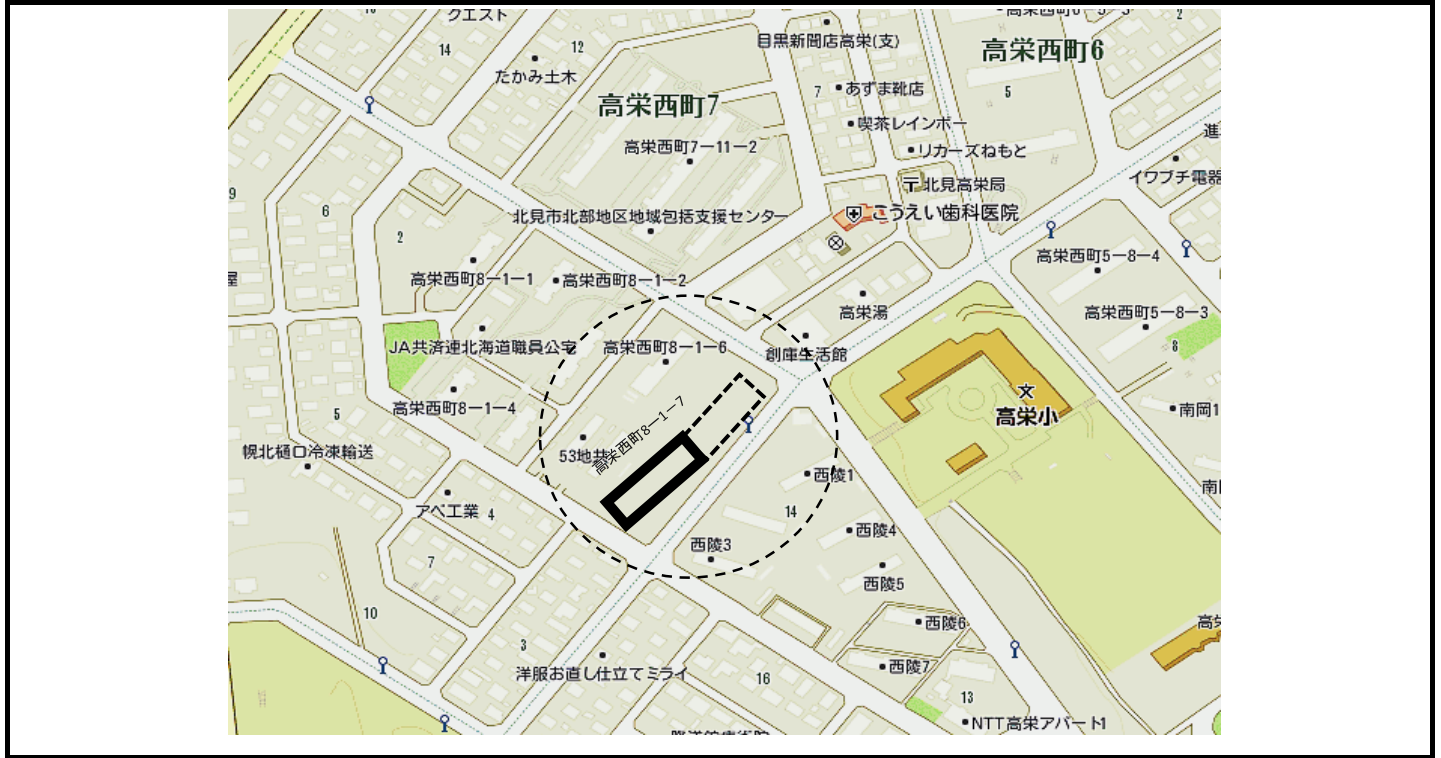 クエスト
14
12
たかみ土木
目黒新聞店高栄(支)
高栄西町6
2
高栄西町7
7
あずま靴店
5
喫茶レインボー
高栄西町7ー11ー2
リカーズねもと
進
イワブチ電器
北見高栄局
9
6
2
北見市北部地区地域包括支援センター
こうえい歯科医院
高栄西町5ー8ー4
屋
高栄西町8ー1ー1
高栄西町8ー1ー2
高栄湯
高栄西町5ー8ー3
JA共済連北海道職員公宅
高栄西町8ー1ー6
創庫生活館
8
高栄西町8ー1ー4
高栄西町8ー1ー7
文
高栄小
南岡1
5
幌北樋口冷凍輸送
53地共
西陵1
南
アベ工業
4
14
西陵3
西陵4
7
西陵5
10
西陵6
高栄
3
洋服お直し仕立てミライ
16
西陵7
13
NTT高栄アパート1